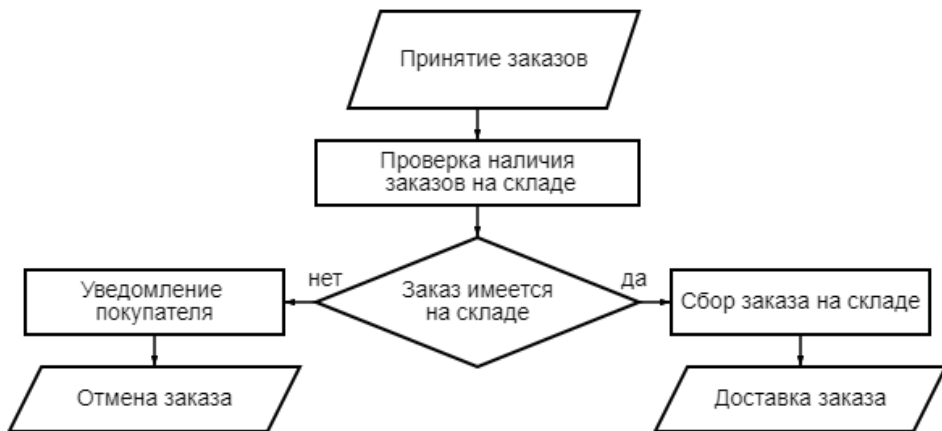 Принятие заказов
Проверка наличия
заказов на складе
нет
да
Уведомление
покупателя
Заказ имеется
на складе
Сбор заказа на складе
Отмена заказа
Доставка заказа